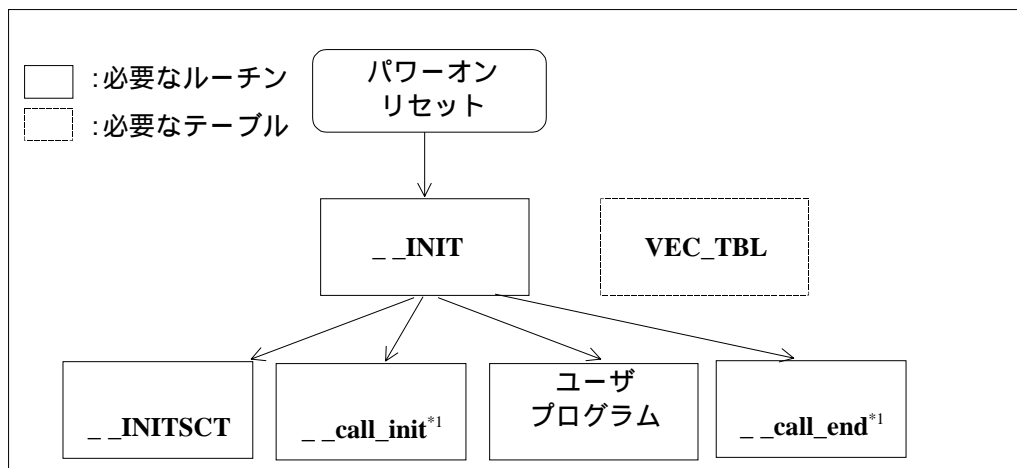 :必要なルーチン
:必要なテーブル
パワーオン
リセット
_ _INIT
VEC_TBL
_ _INITSCT
_ _call_init*1
ユーザ
プログラム
_ _call_end*1